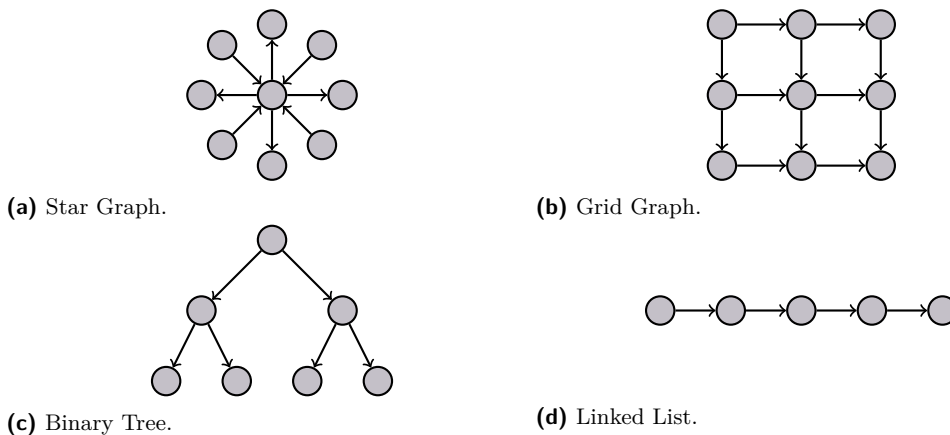 (a) Star Graph.
(b) Grid Graph.
(c) Binary Tree.
(d) Linked List.